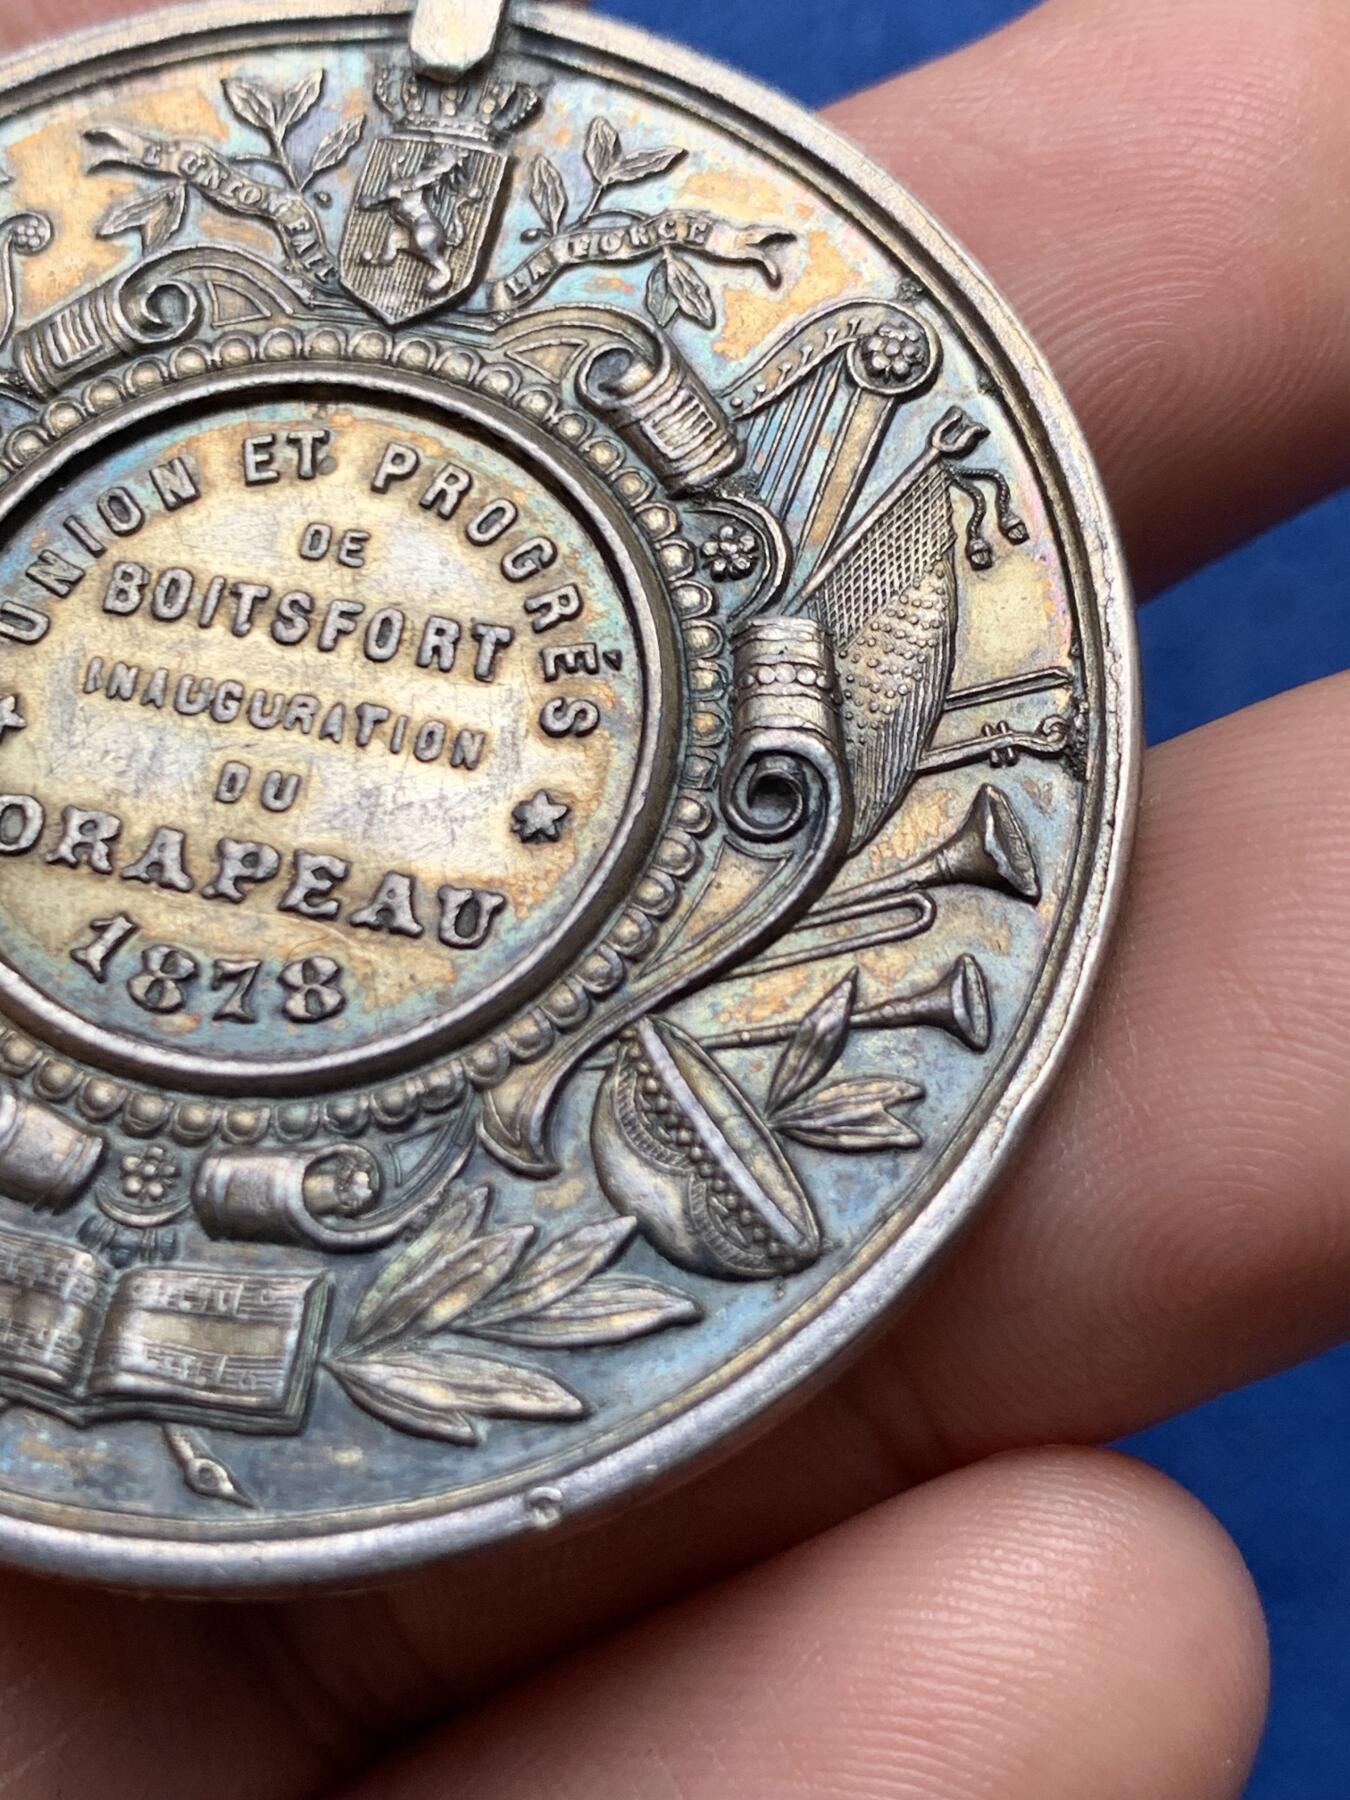 L'UNION FAIT LA FORCE
UNION ET PROGRÈS
DE
BOITSFORT
INAUGURATION
DU
DRAPEAU
1878